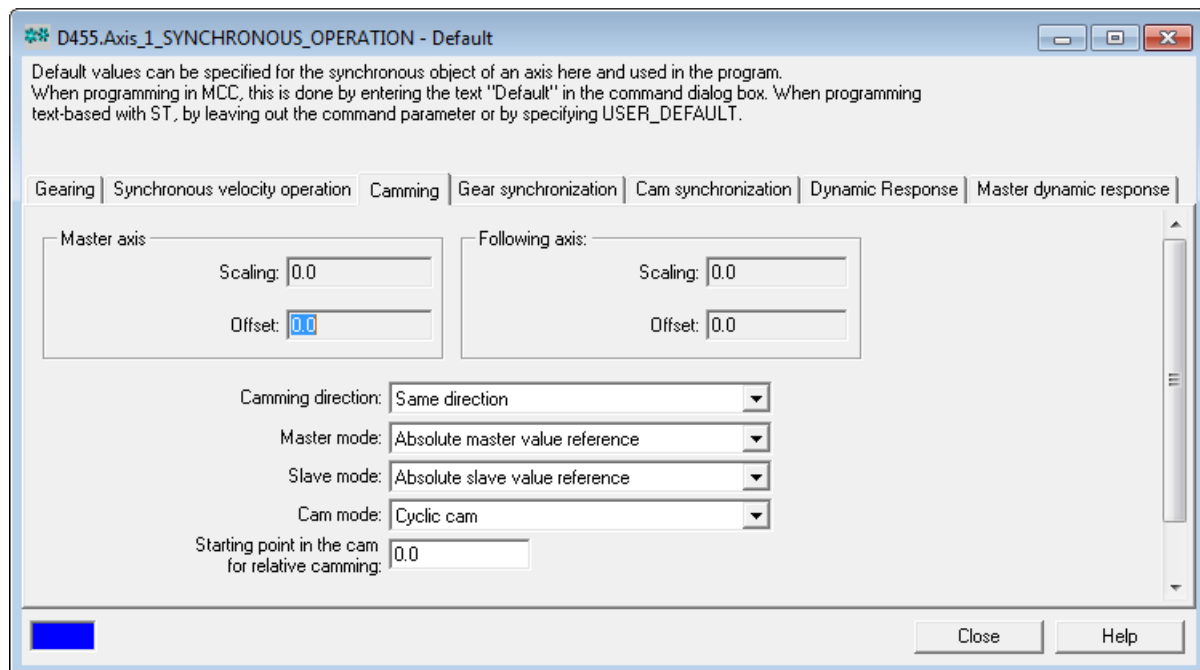 D455.Axis_1_SYNCHRONOUS_OPERATION - Default
Default values can be specified for the synchronous object of an axis here and used in the program.
When programming in MCC, this is done by entering the text "Default" in the command dialog box. When programming
text-based with ST, by leaving out the command parameter or by specifying USER_DEFAULT.
Gearing Synchronous velocity operation Camming Gear synchronization Cam synchronization Dynamic Response Master dynamic response
Master axis Following axis:
Scaling: 0.0 Scaling: 0.0
Offset: 0.0 Offset: 0.0
Camming direction: Same direction
Master mode: Absolute master value reference
Slave mode: Absolute slave value reference
Cam mode: Cyclic cam
Starting point in the cam
for relative camming: 0.0
Close Help